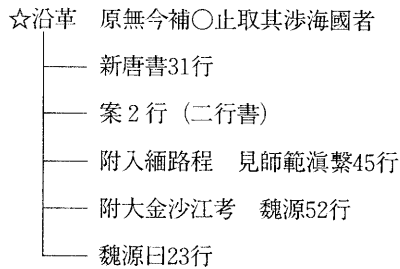 ☆沿革　原無今補○止取其渉海國者
新唐書31行
案2行（二行書）
附入緬路程　見師範滇繫45行
附大金沙江考　魏源52行
魏源曰23行